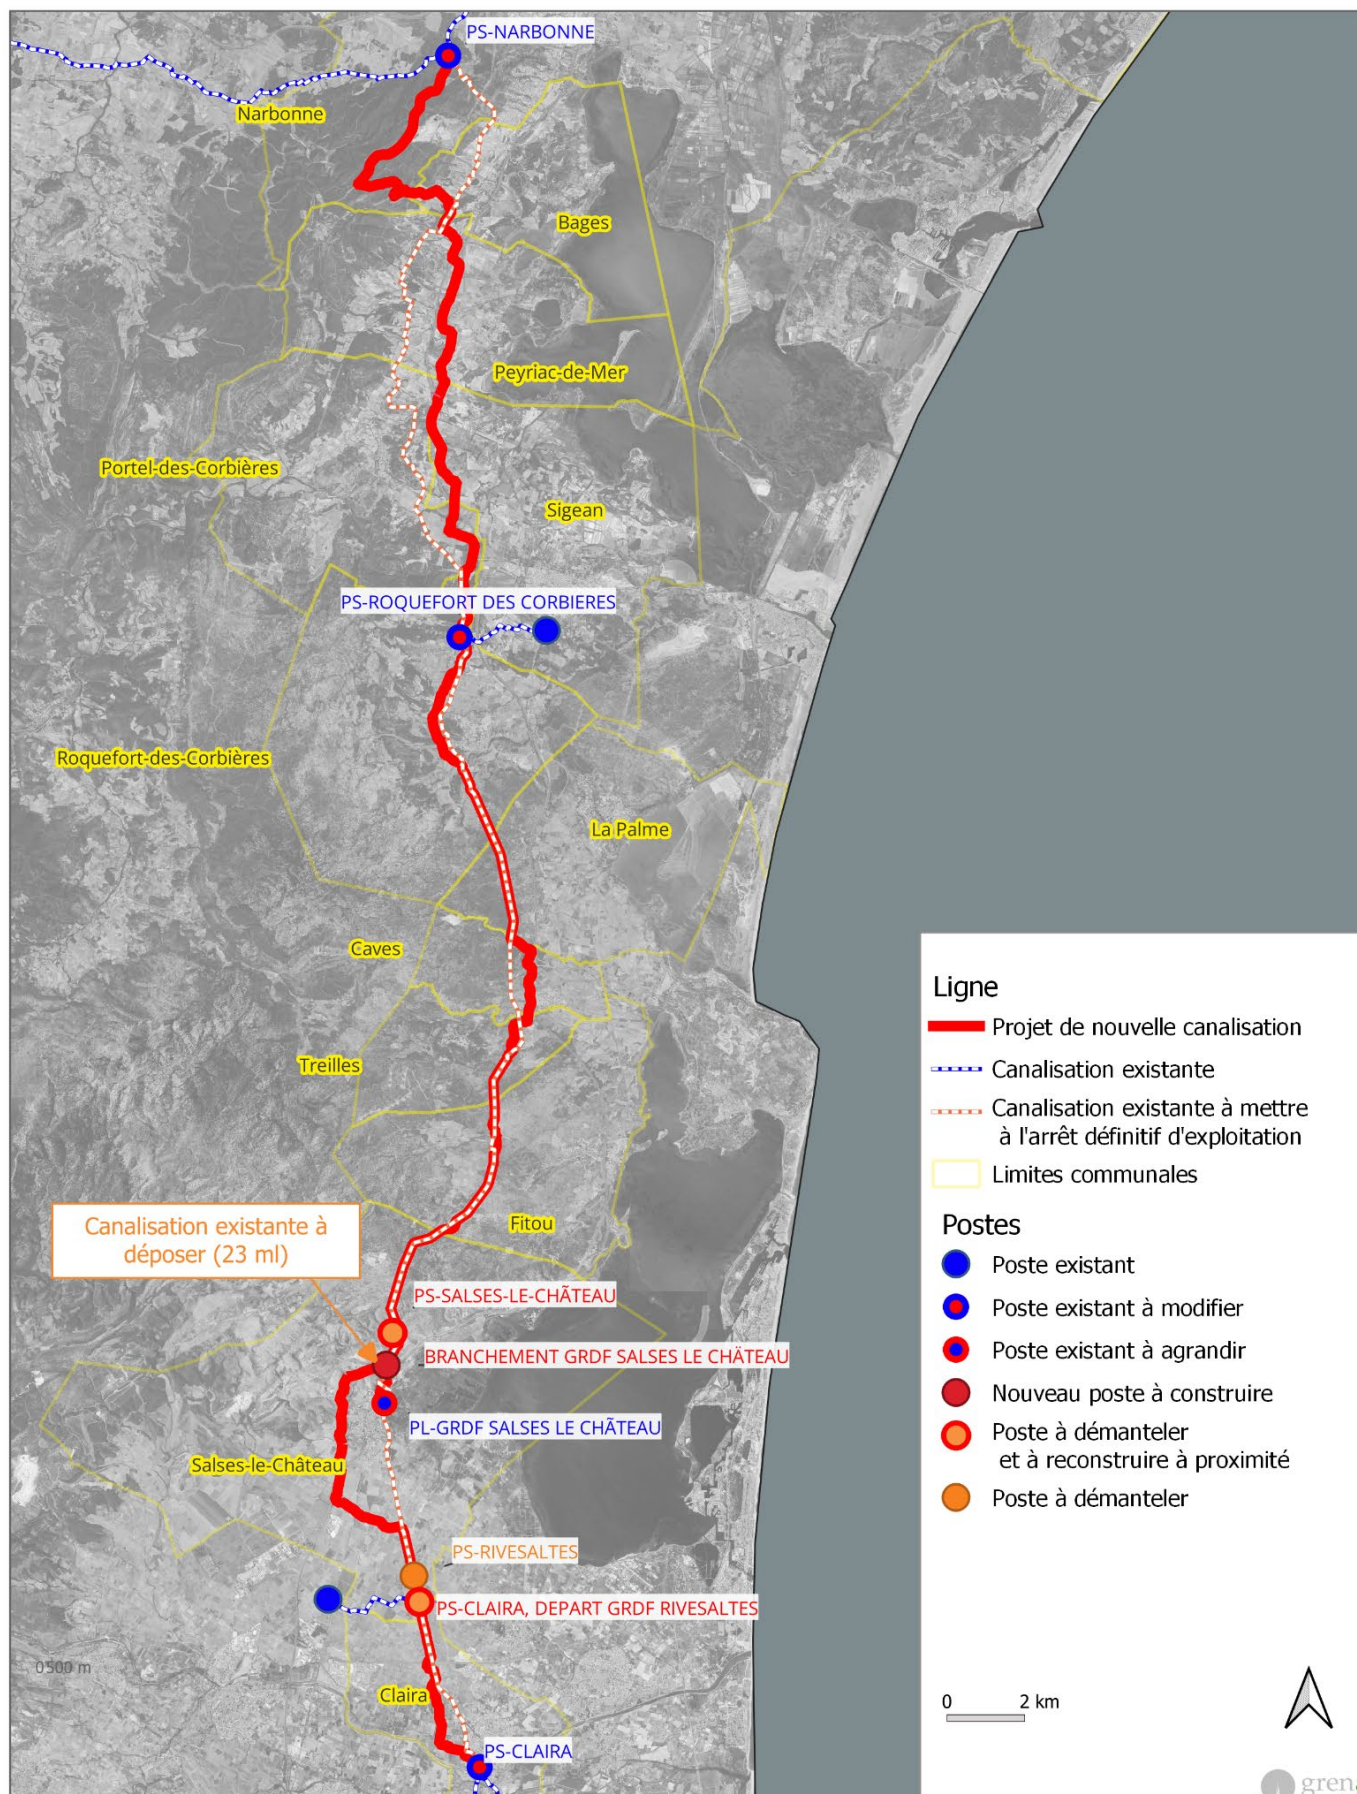 PS-NARBONNE
Narbonne
Bages
Peyriac-de-Mer
Portel-des-Corbières
Sigean
PS-ROQUEFORT DES CORBIERES
Roquefort-des-Corbières
La Palme
Caves
Treilles
Fitou
Canalisation existante à
déposer (23 ml)
PS-SALSES-LE-CHÃTEAU
BRANCHEMENT GRDF SALSES LE CHÄTEAU
PL-GRDF SALSES LE CHÃTEAU
Salses-le-Château
PS-RIVESALTES
PS-CLAIRA, DEPART GRDF RIVESALTES
0500 m
Claira
PS-CLAIRA
Ligne
Projet de nouvelle canalisation
Canalisation existante
Canalisation existante à mettre
à l'arrêt définitif d'exploitation
Limites communales
Postes
Poste existant
Poste existant à modifier
Poste existant à agrandir
Nouveau poste à construire
Poste à démanteler
et à reconstruire à proximité
Poste à démanteler
0 2 km